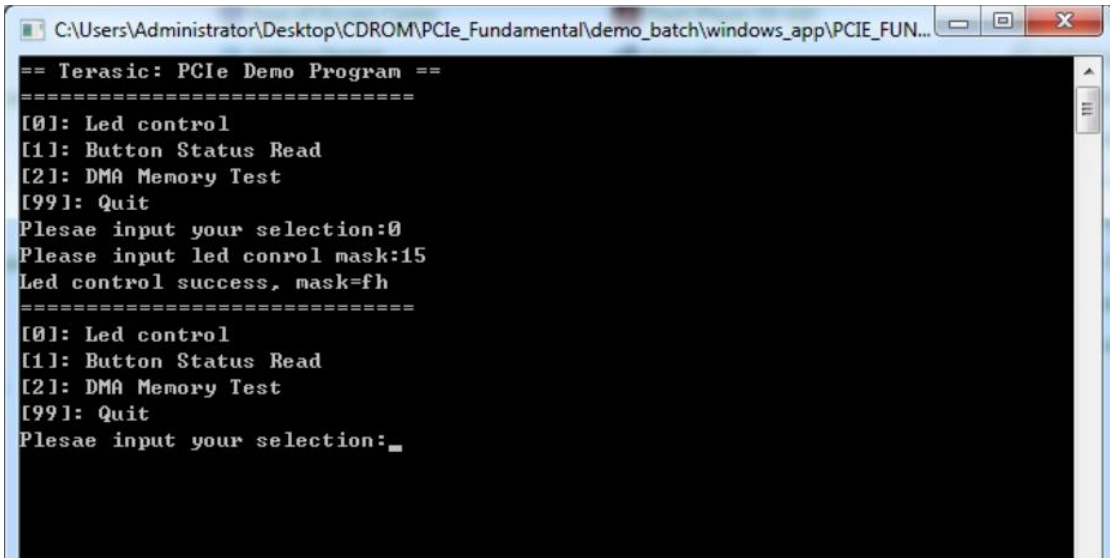 C:\Users\Administrator\Desktop\CDROM\PCIe_Fundamental\demo_batch\windows_app\PCIE_FUN...
== Terasic: PCIe Demo Program ==
==============================
[0]: Led control
[1]: Button Status Read
[2]: DMA Memory Test
[99]: Quit
Plesae input your selection:0
Please input led conrol mask:15
Led control success, mask=fh
==============================
[0]: Led control
[1]: Button Status Read
[2]: DMA Memory Test
[99]: Quit
Plesae input your selection:_